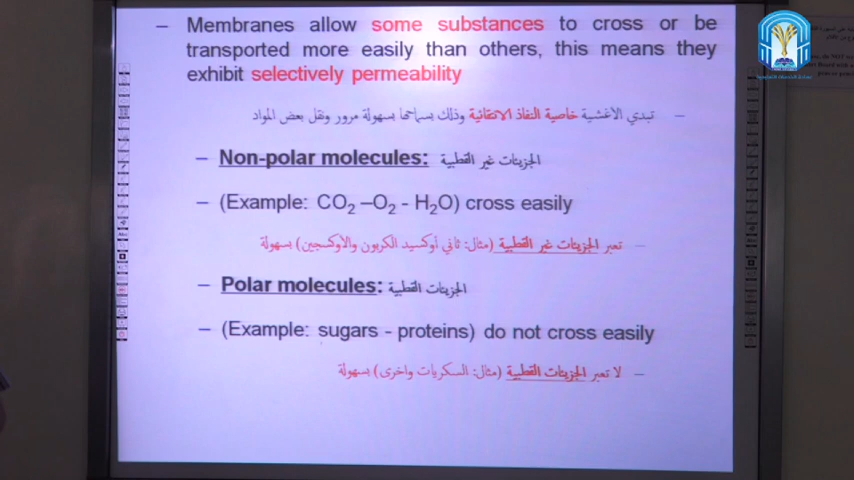 – Membranes allow some substances to cross or be
transported more easily than others, this means they
exhibit selectively permeability
– تبدي الأغشية خاصية النفاذ الانتقائية وذلك بسماحها بسهولة مرور ونقل بعض المواد
– Non-polar molecules: الجزيئات غير القطبية
– (Example: CO₂ –O₂ - H₂O) cross easily
– تعبر الجزيئات غير القطبية (مثال: ثاني أوكسيد الكربون والأوكسجين) بسهولة
– Polar molecules: الجزيئات القطبية
– (Example: sugars - proteins) do not cross easily
– لا تعبر الجزيئات القطبية (مثال: السكريات واخرى) بسهولة